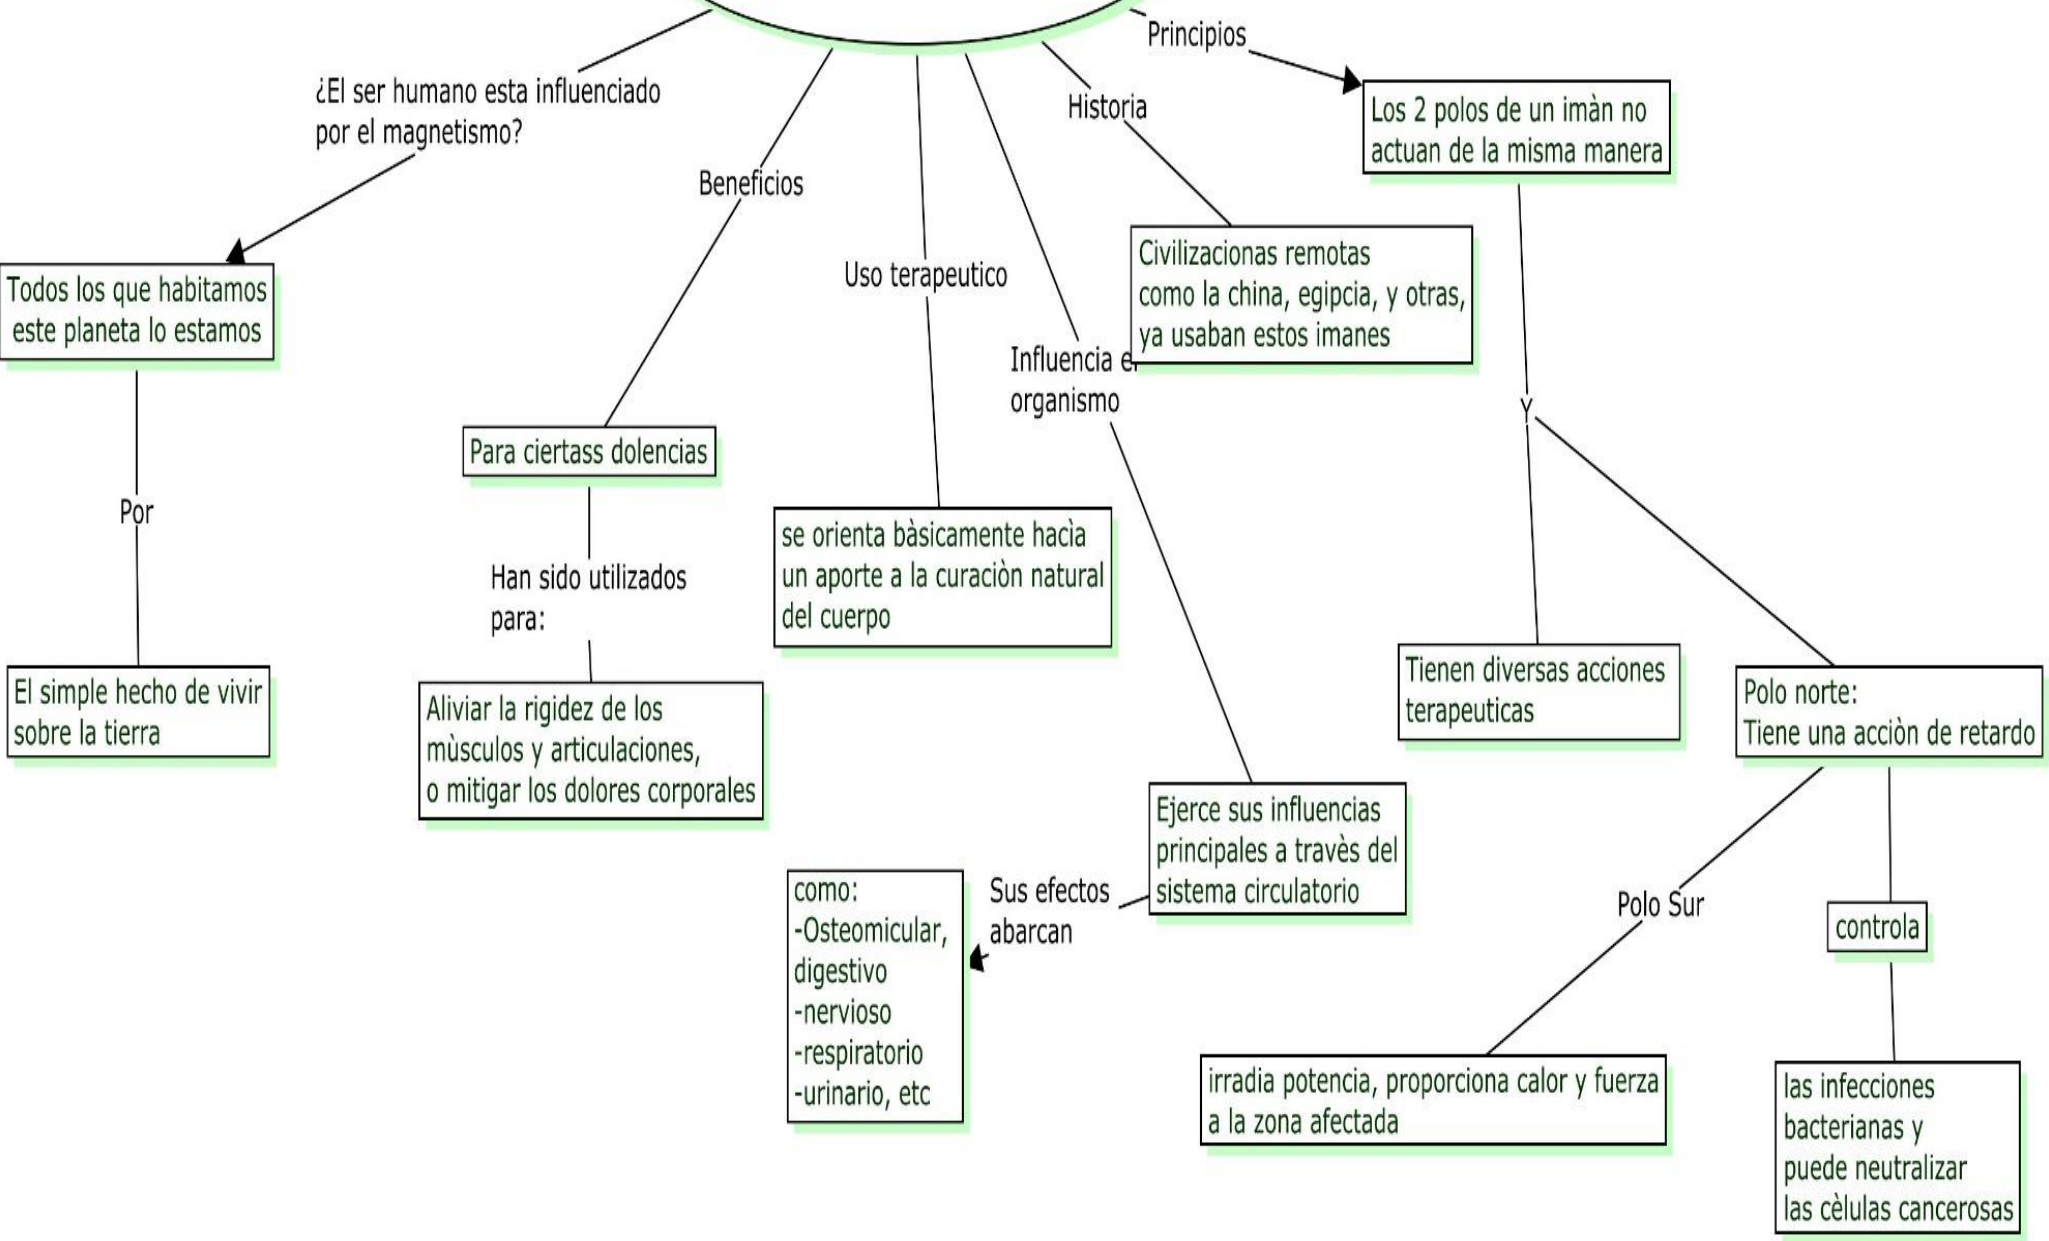 Principios
¿El ser humano esta influenciado
por el magnetismo?
Historia
Los 2 polos de un imàn no
actuan de la misma manera
Beneficios
Civilizacionas remotas
como la china, egipcia, y otras,
ya usaban estos imanes
Uso terapeutico
Todos los que habitamos
este planeta lo estamos
Influencia
organismo
Y
Para ciertass dolencias
Por
se orienta bàsicamente hacìa
un aporte a la curaciòn natural
del cuerpo
Han sido utilizados
para:
Tienen diversas acciones
terapeuticas
Polo norte:
Tiene una acciòn de retardo
El simple hecho de vivir
sobre la tierra
Aliviar la rigidez de los
mùsculos y articulaciones,
o mitigar los dolores corporales
Ejerce sus influencias
principales a travès del
sistema circulatorio
Sus efectos
abarcan
como:
-Osteomicular,
digestivo
-nervioso
-respiratorio
-urinario, etc
Polo Sur
controla
irradia potencia, proporciona calor y fuerza
a la zona afectada
las infecciones
bacterianas y
puede neutralizar
las cèlulas cancerosas